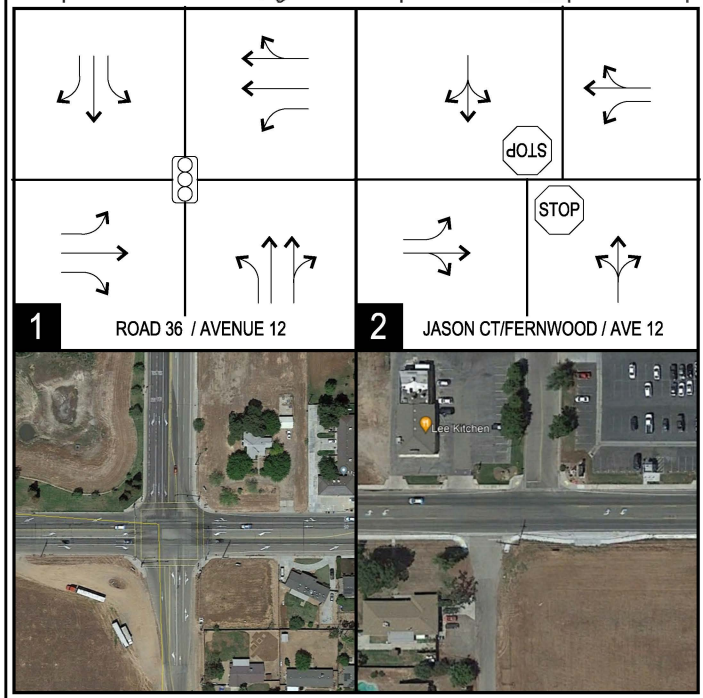 STOP
STOP
1 ROAD 36 / AVENUE 12
2 JASON CT/FERNWOOD / AVE 12
Lee Kitchen